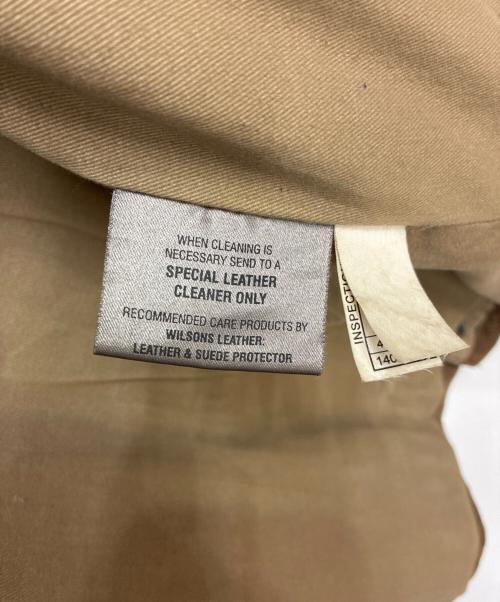 WHEN CLEANING IS
NECESSARY SEND TO A
SPECIAL LEATHER
CLEANER ONLY
RECOMMENDED CARE PRODUCTS BY
WILSONS LEATHER:
LEATHER & SUEDE PROTECTOR